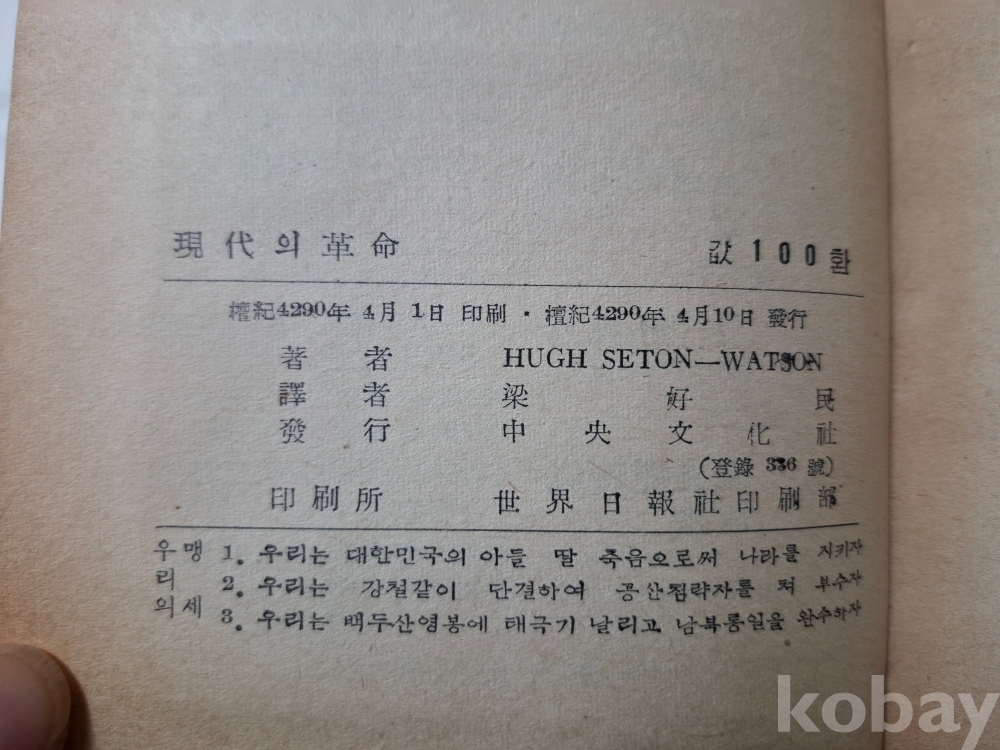 現代의革命 값 100환
檀紀4290年 4月 1日 印刷 · 檀紀4290年 4月10日 發行
著者 HUGH SETON—WATSON
譯者 梁好民
發行 中央文化社
(登錄 336 號)
印刷所 世界日報社印刷部
우리의 맹세
1. 우리는 대한민국의 아들 딸 죽음으로써 나라를 지키자
2. 우리는 강철같이 단결하여 공산침략자를 쳐 부수자
3. 우리는 백두산영봉에 태극기 날리고 남북통일을 완수하자
kobay